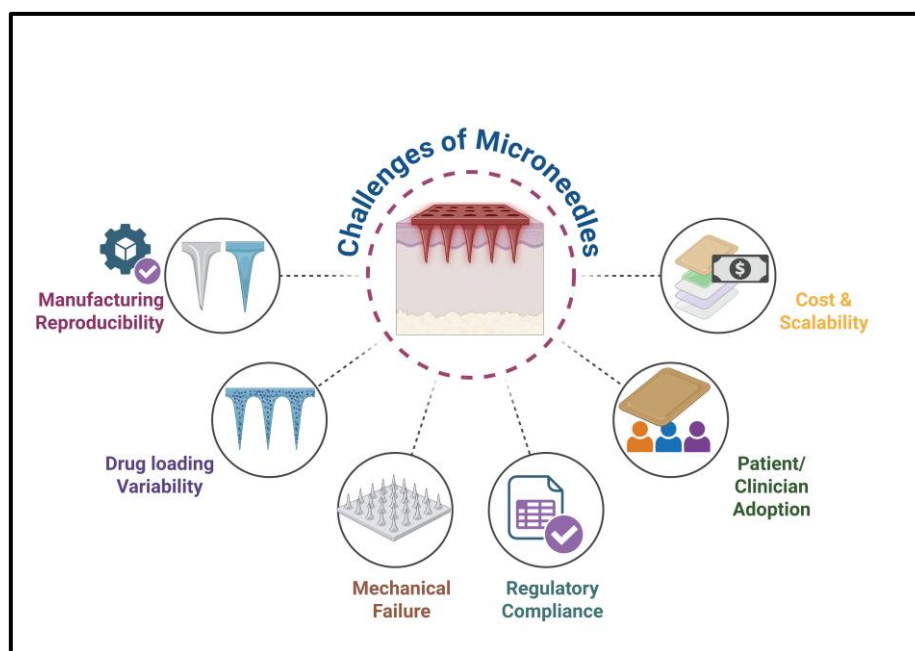 Challenges of Microneedles
Manufacturing
Reproducibility
$
Cost &
Scalability
Drug loading
Variability
Patient/
Clinician
Adoption
Mechanical
Failure
Regulatory
Compliance